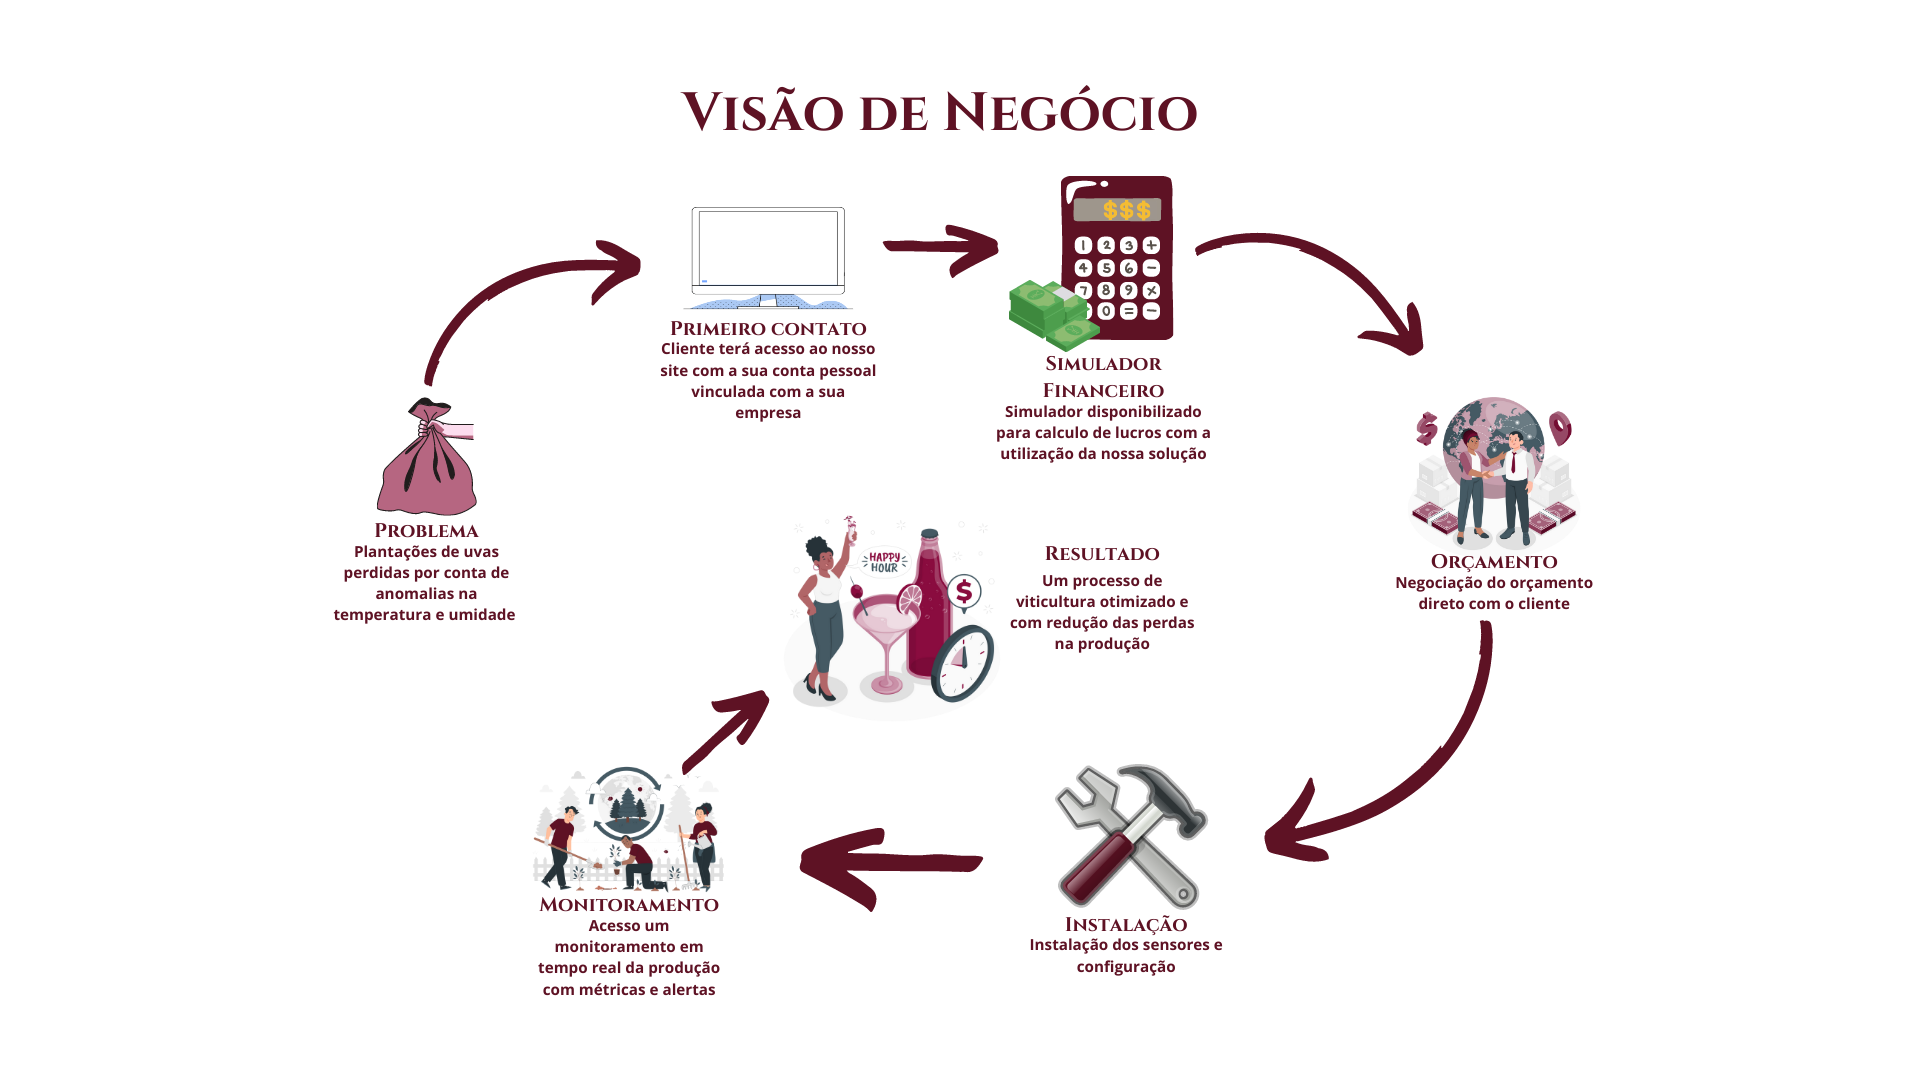 Visão de Negócio
$$$
1 2 3 +
4 5 6 −
7 8 9 ×
0 = −
Primeiro contato
Cliente terá acesso ao nosso
site com a sua conta pessoal
vinculada com a sua
empresa
Simulador
Financeiro
Simulador disponibilizado
para calculo de lucros com a
utilização da nossa solução
Problema
Plantações de uvas
perdidas por conta de
anomalias na
temperatura e umidade
$
Orçamento
Negociação do orçamento
direto com o cliente
HAPPY
HOUR
$
Resultado
Um processo de
viticultura otimizado e
com redução das perdas
na produção
Monitoramento
Acesso um
monitoramento em
tempo real da produção
com métricas e alertas
Instalação
Instalação dos sensores e
configuração